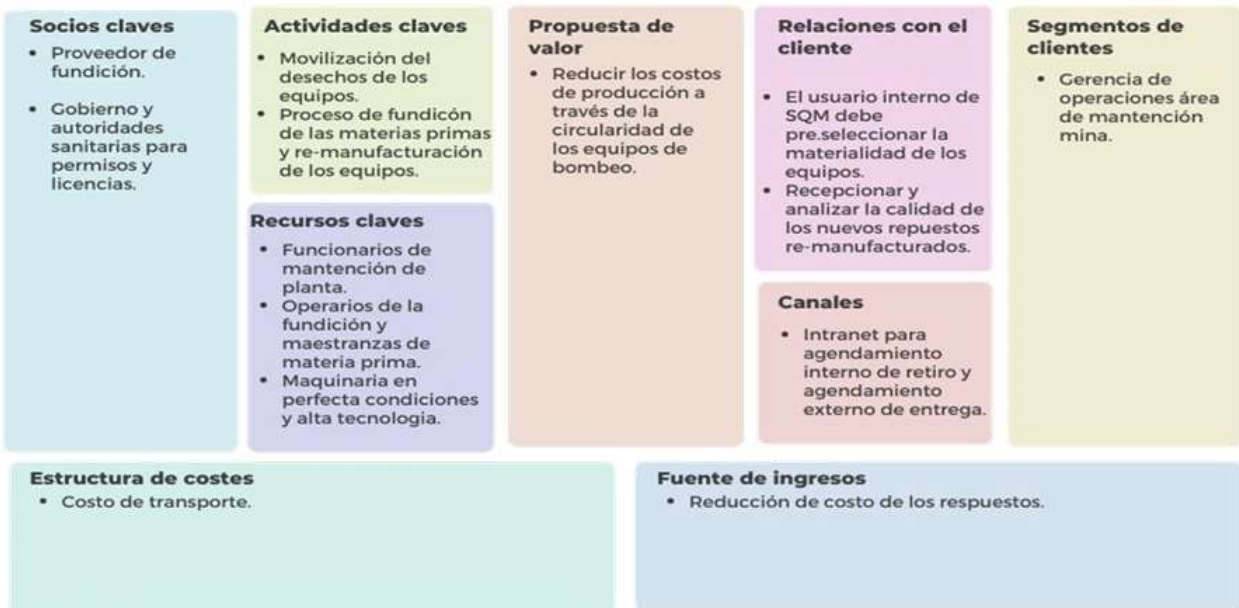 Socios claves
• Proveedor de
fundición.
• Gobierno y
autoridades
sanitarias para
permisos y
licencias.
Actividades claves
• Movilización del
desechos de los
equipos.
• Proceso de fundicón
de las materias primas
y re-manufacturación
de los equipos.
Recursos claves
• Funcionarios de
mantención de
planta.
• Operarios de la
fundición y
maestranzas de
materia prima.
• Maquinaria en
perfecta condiciones
y alta tecnologia.
Propuesta de
valor
• Reducir los costos
de producción a
través de la
circularidad de
los equipos de
bombeo.
Relaciones con el
cliente
• El usuario interno de
SQM debe
pre.seleccionar la
materialidad de los
equipos.
• Recepcionar y
analizar la calidad de
los nuevos repuestos
re-manufacturados.
Canales
• Intranet para
agendamiento
interno de retiro y
agendamiento
externo de entrega.
Segmentos de
clientes
• Gerencia de
operaciones área
de mantención
mina.
Estructura de costes
• Costo de transporte.
Fuente de ingresos
• Reducción de costo de los respuestos.